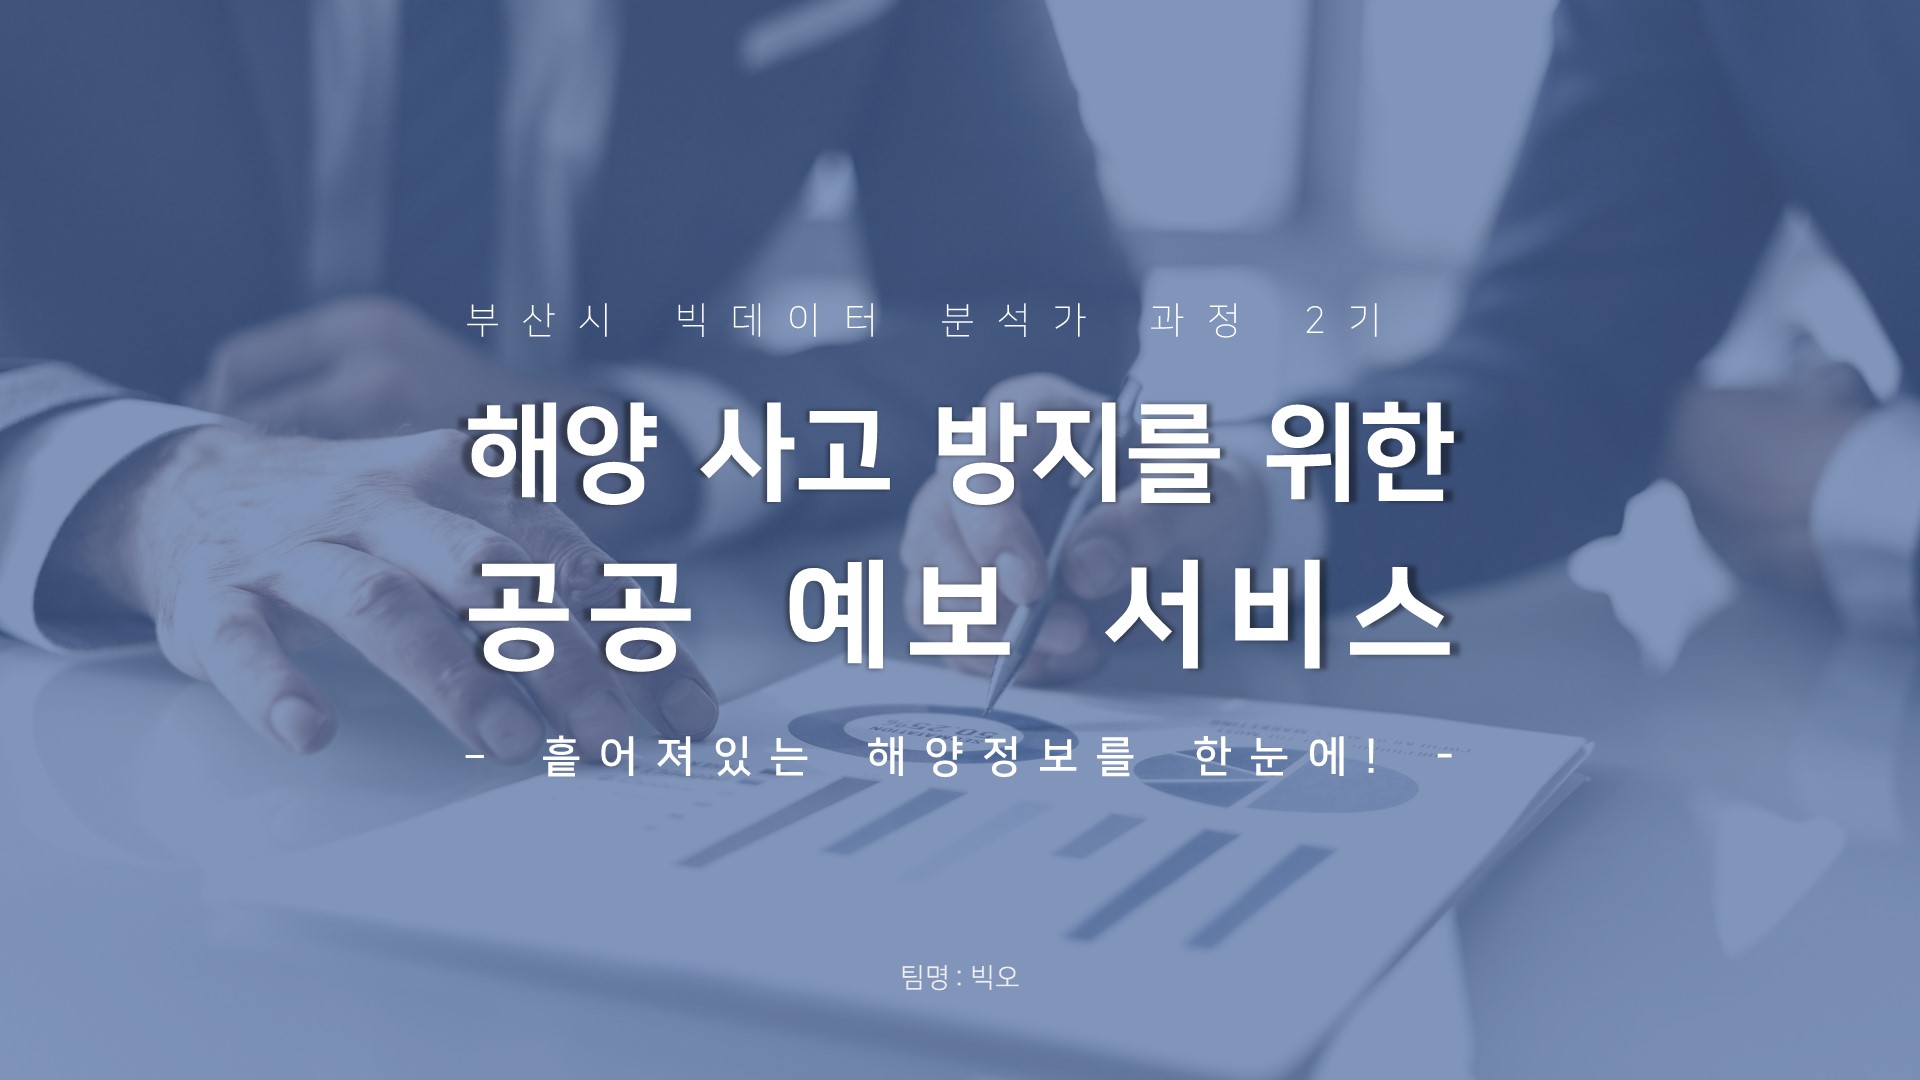 부산시 빅데이터 분석가 과정 2기
해양 사고 방지를 위한
공공 예보 서비스
- 흩어져있는 해양정보를 한눈에! -
팀명 : 빅오